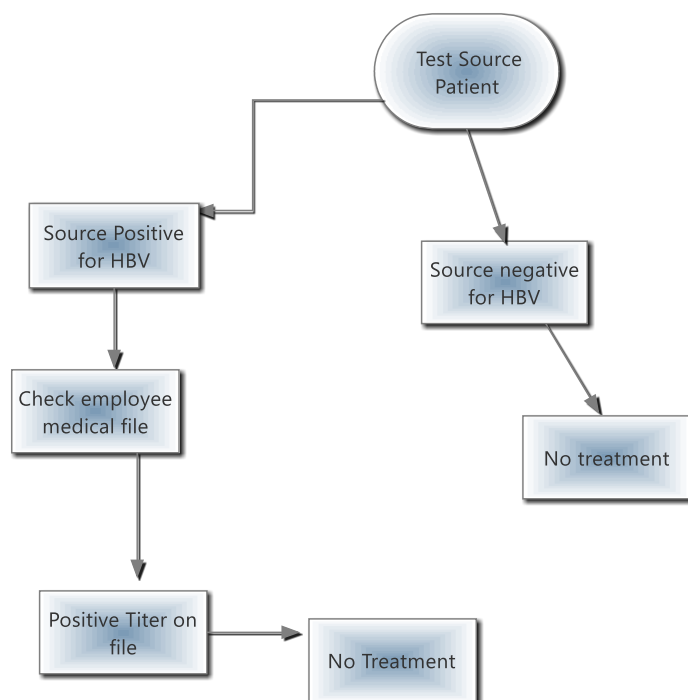 Test Source
Patient
Source Positive
for HBV
Source negative
for HBV
Check employee
medical file
No treatment
Positive Titer on
file
No Treatment